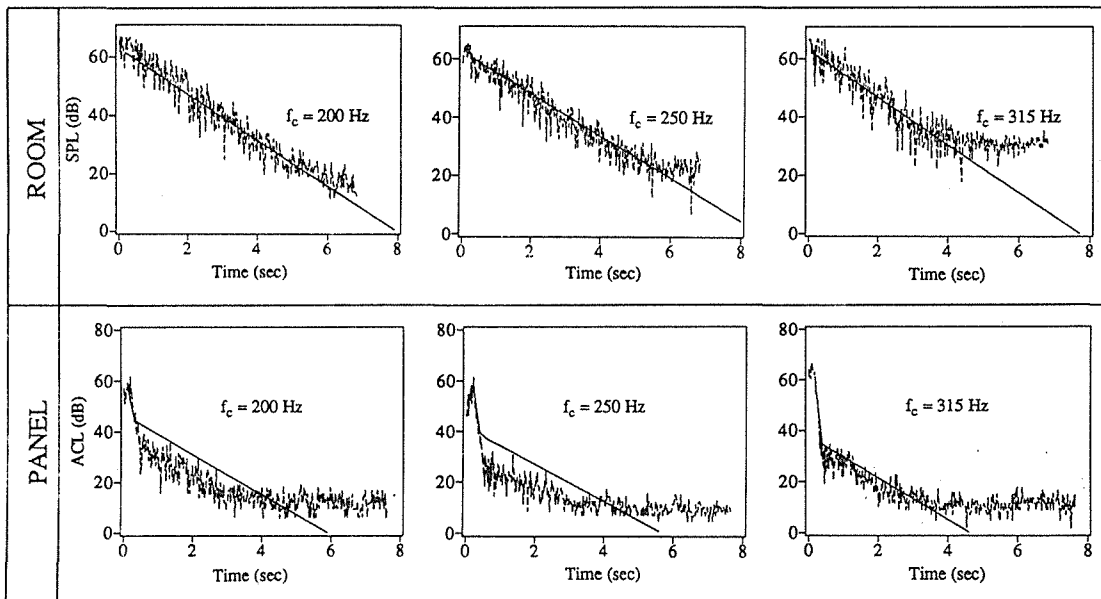 ROOM
SPL (dB)
60
40
20
0
f_c = 200 Hz
0 2 4 6 8
Time (sec)
60
40
20
0
f_c = 250 Hz
0 2 4 6 8
Time (sec)
60
40
20
0
f_c = 315 Hz
0 2 4 6 8
Time (sec)
PANEL
ACL (dB)
80
60
40
20
0
f_c = 200 Hz
0 2 4 6 8
Time (sec)
80
60
40
20
0
f_c = 250 Hz
0 2 4 6 8
Time (sec)
80
60
40
20
0
f_c = 315 Hz
0 2 4 6 8
Time (sec)